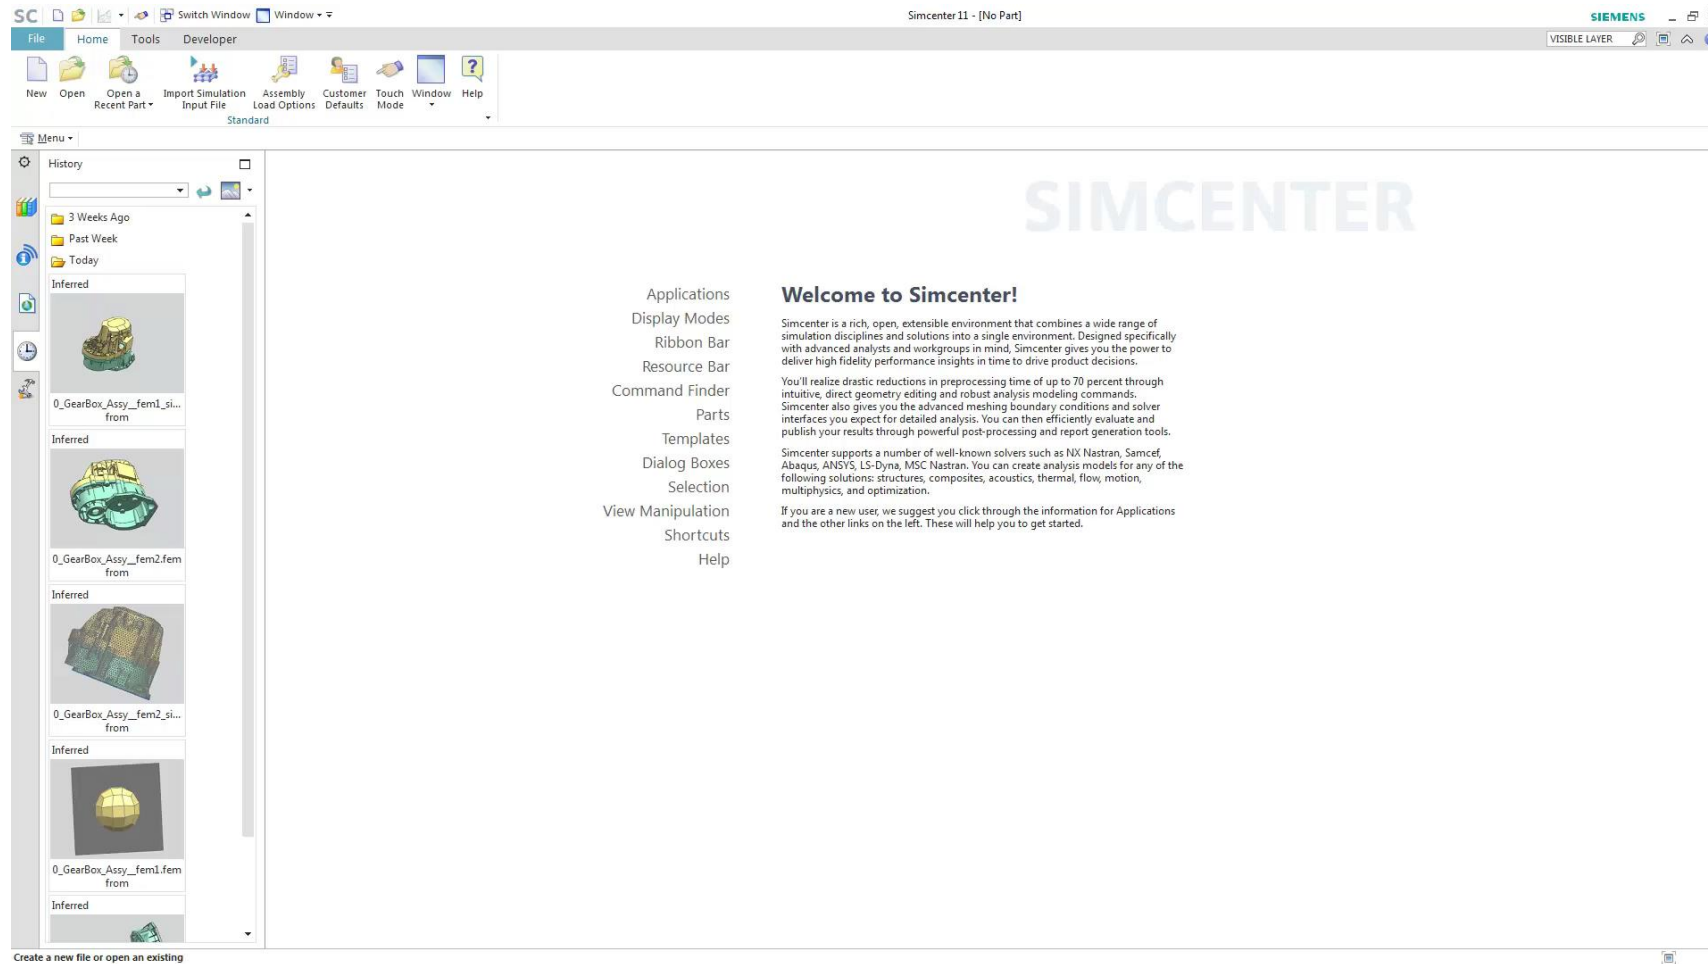 SC Switch Window Window
Simcenter 11 - [No Part]
SIEMENS
File Home Tools Developer
VISIBLE LAYER
New
Open
Open a
Recent Part
Import Simulation
Input File
Assembly
Load Options
Customer
Defaults
Touch
Mode
Window
Help
Standard
Menu
History
3 Weeks Ago
Past Week
Today
Inferred
0_GearBox_Assy__fem1_si...
from
Inferred
0_GearBox_Assy__fem2.fem
from
Inferred
0_GearBox_Assy__fem2_si...
from
Inferred
0_GearBox_Assy__fem1.fem
from
Inferred
SIMCENTER
Applications
Display Modes
Ribbon Bar
Resource Bar
Command Finder
Parts
Templates
Dialog Boxes
Selection
View Manipulation
Shortcuts
Help
Welcome to Simcenter!
Simcenter is a rich, open, extensible environment that combines a wide range of
simulation disciplines and solutions into a single environment. Designed specifically
with advanced analysts and workgroups in mind, Simcenter gives you the power to
deliver high fidelity performance insights in time to drive product decisions.
You'll realize drastic reductions in preprocessing time of up to 70 percent through
intuitive, direct geometry editing and robust analysis modeling commands.
Simcenter also gives you the advanced meshing boundary conditions and solver
interfaces you expect for detailed analysis. You can then efficiently evaluate and
publish your results through powerful post-processing and report generation tools.
Simcenter supports a number of well-known solvers such as NX Nastran, Samcef,
Abaqus, ANSYS, LS-Dyna, MSC Nastran. You can create analysis models for any of the
following solutions: structures, composites, acoustics, thermal, flow, motion,
multiphysics, and optimization.
If you are a new user, we suggest you click through the information for Applications
and the other links on the left. These will help you to get started.
Create a new file or open an existing